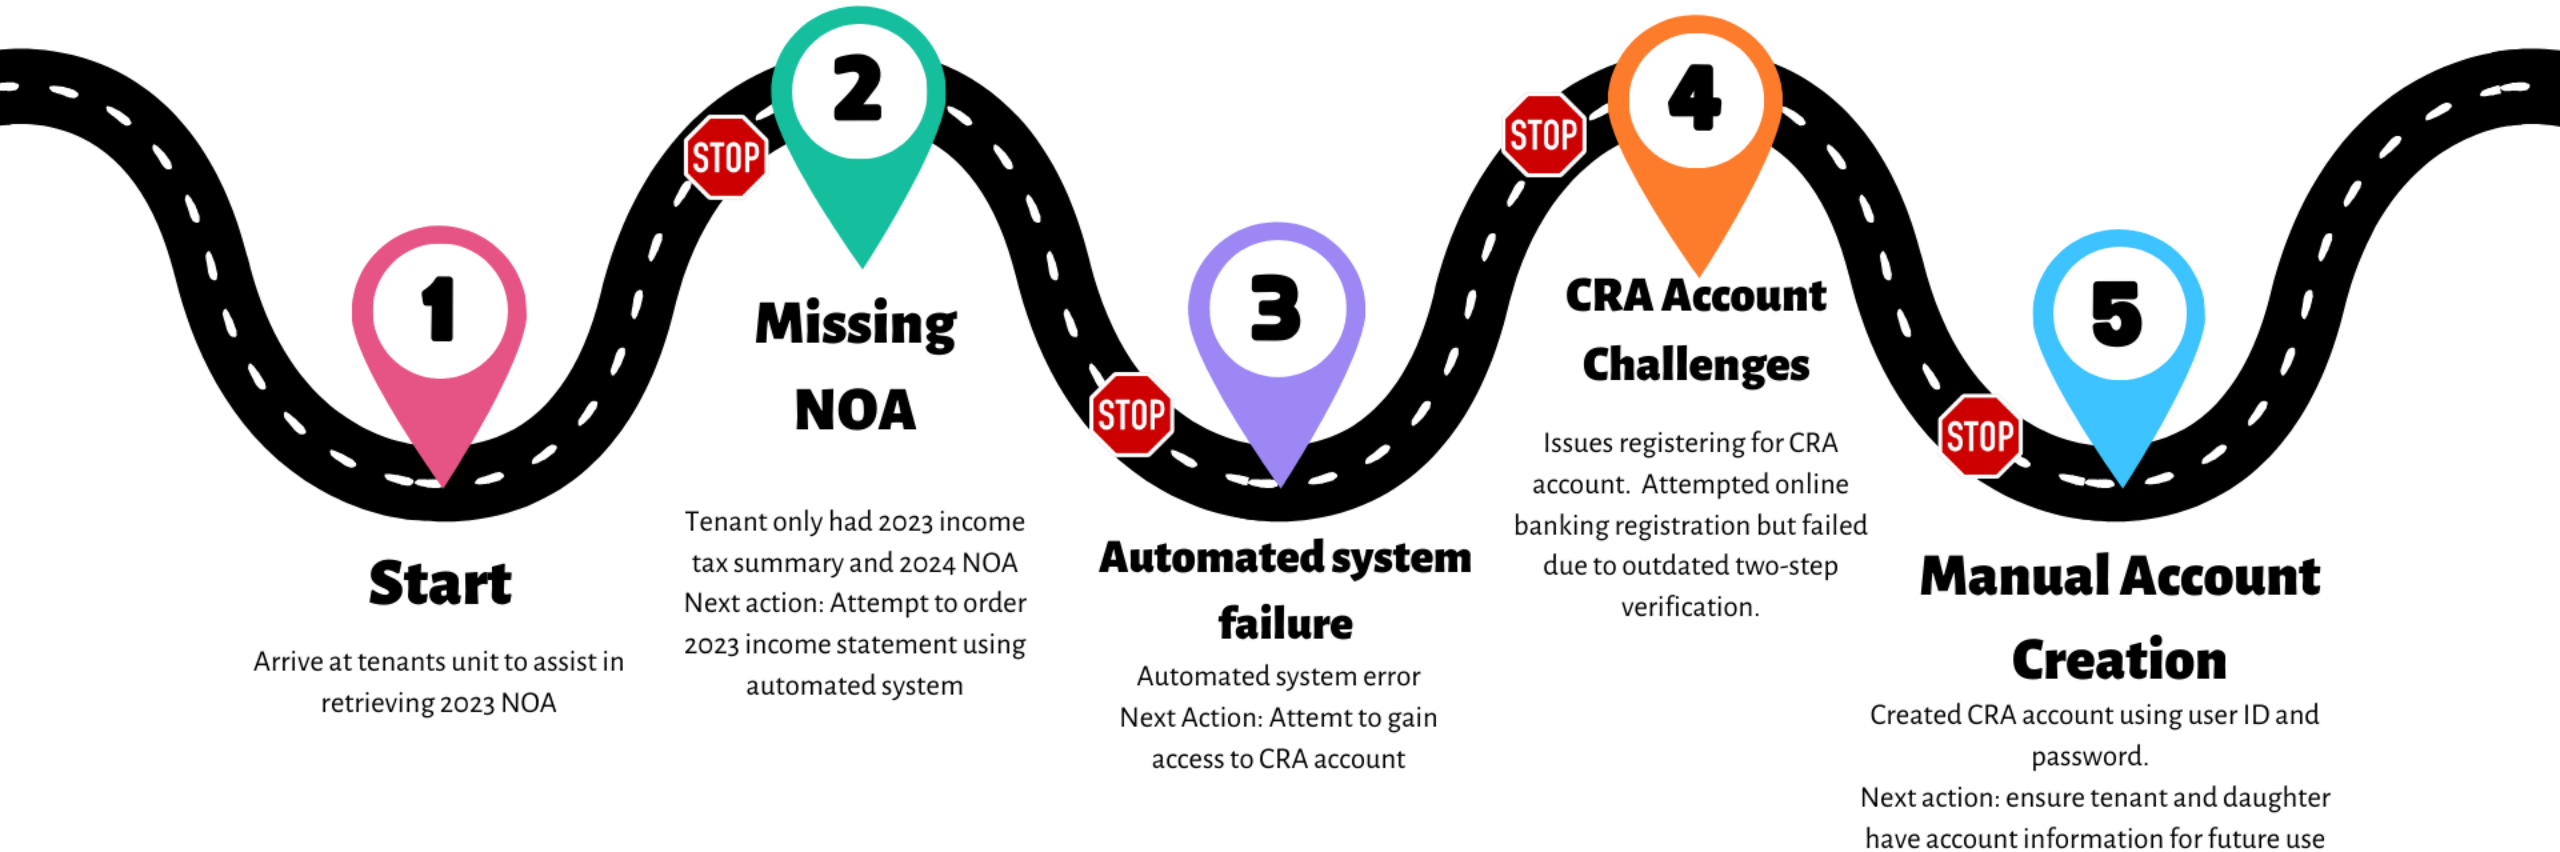 1
Start
Arrive at tenants unit to assist in
retrieving 2023 NOA
STOP
2
Missing
NOA
Tenant only had 2023 income
tax summary and 2024 NOA
Next action: Attempt to order
2023 income statement using
automated system
STOP
3
Automated system
failure
Automated system error
Next Action: Attemt to gain
access to CRA account
STOP
4
CRA Account
Challenges
Issues registering for CRA
account. Attempted online
banking registration but failed
due to outdated two-step
verification.
STOP
5
Manual Account
Creation
Created CRA account using user ID and
password.
Next action: ensure tenant and daughter
have account information for future use